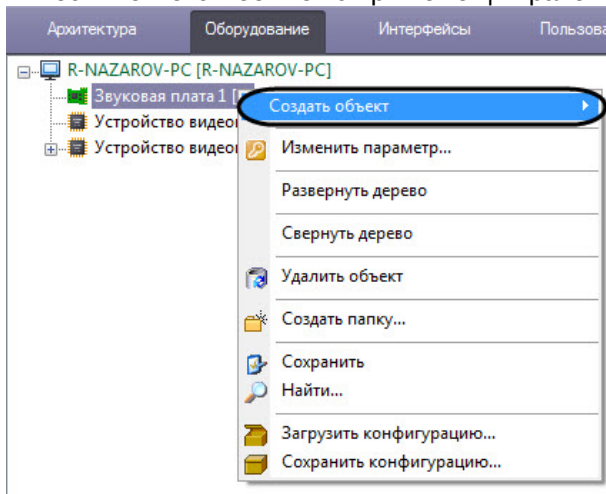 Архитектура Оборудование Интерфейсы Пользова
R-NAZAROV-PC [R-NAZAROV-PC]
Звуковая плата 1 [
Создать объект
Устройство видео
Изменить параметр...
Устройство видео
Развернуть дерево
Свернуть дерево
Удалить объект
Создать папку...
Сохранить
Найти...
Загрузить конфигурацию...
Сохранить конфигурацию...